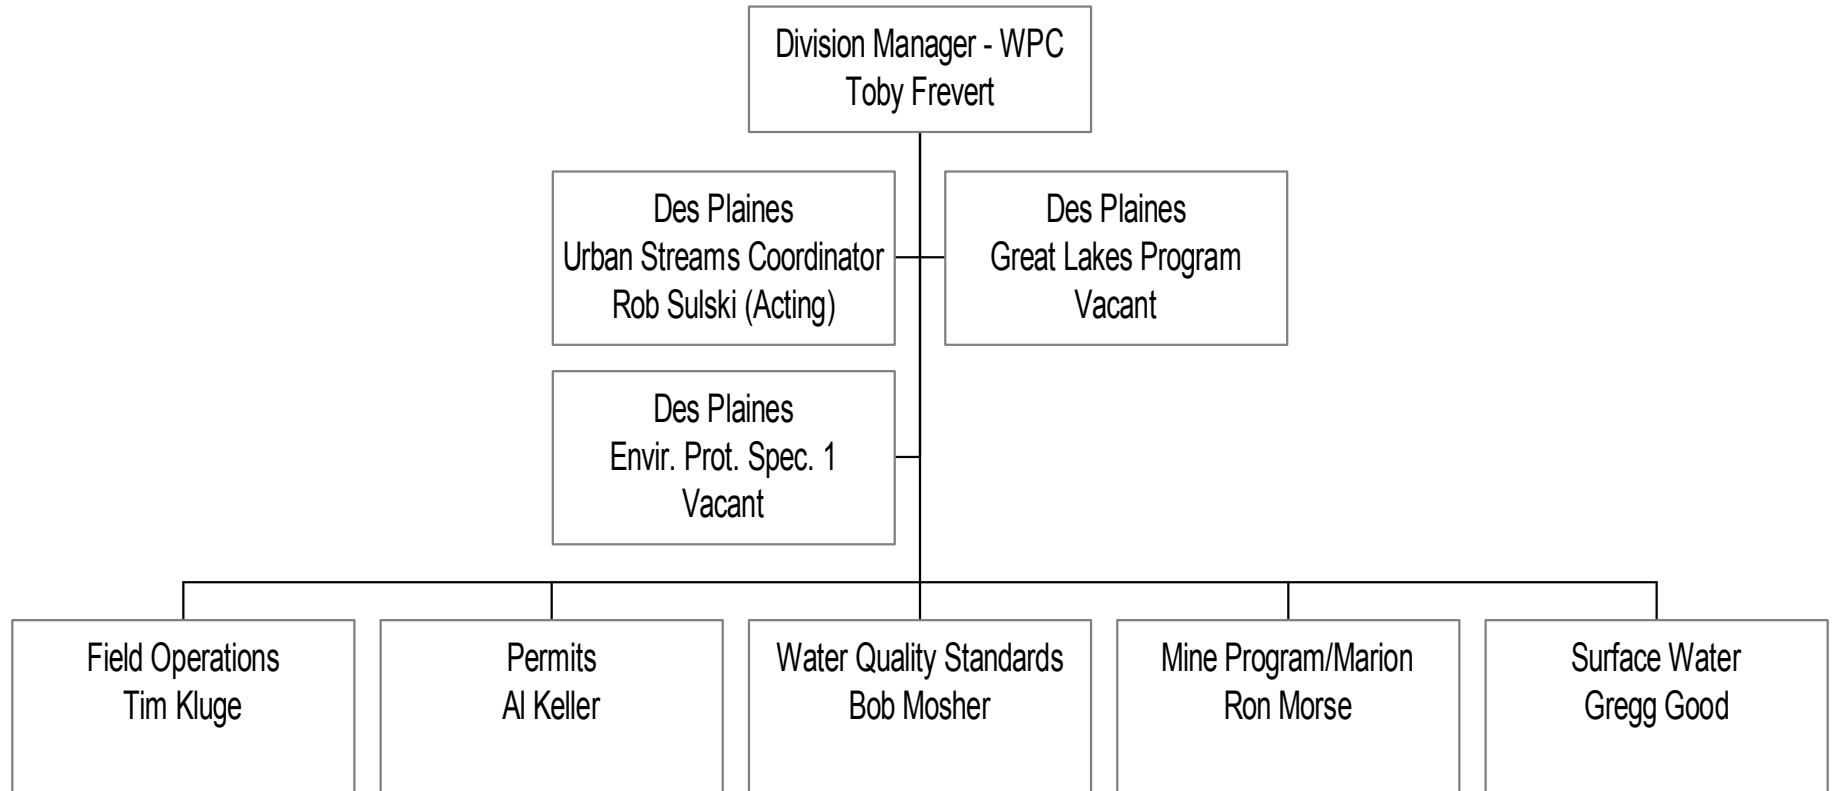 Division Manager - WPC
Toby Frevert
Des Plaines
Urban Streams Coordinator
Rob Sulski (Acting)
Des Plaines
Great Lakes Program
Vacant
Des Plaines
Envir. Prot. Spec. 1
Vacant
Field Operations
Tim Kluge
Permits
Al Keller
Water Quality Standards
Bob Mosher
Mine Program/Marion
Ron Morse
Surface Water
Gregg Good